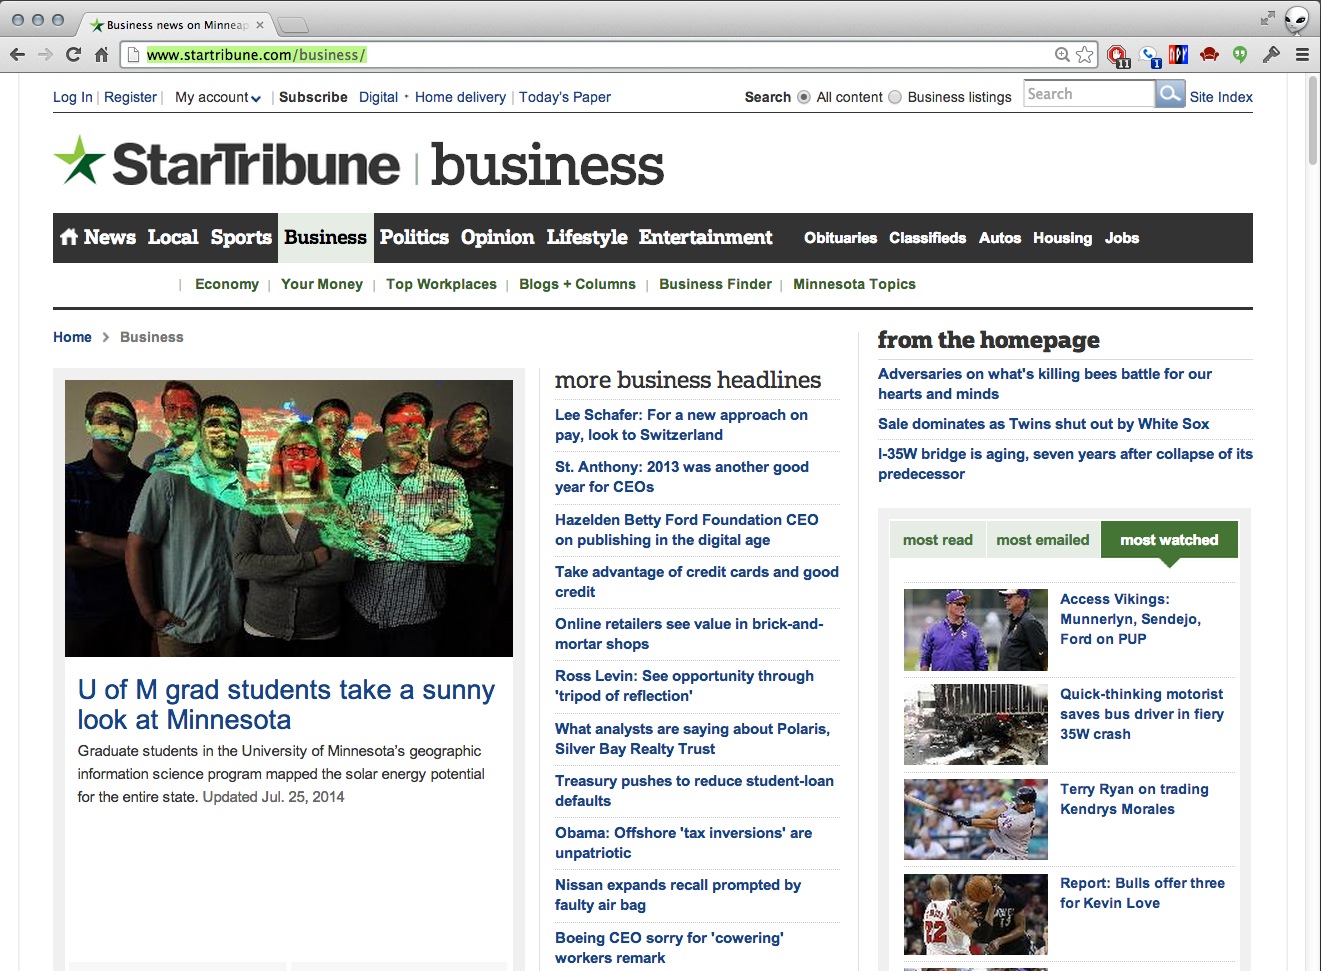 Business news on Minneap
www.startribune.com/business/
11
1
Log In | Register | My account | Subscribe Digital • Home delivery | Today's Paper
Search All content Business listings Search Site Index
StarTribune | business
News Local Sports Business Politics Opinion Lifestyle Entertainment Obituaries Classifieds Autos Housing Jobs
| Economy | Your Money | Top Workplaces | Blogs + Columns | Business Finder | Minnesota Topics
Home > Business
U of M grad students take a sunny
look at Minnesota
Graduate students in the University of Minnesota's geographic
information science program mapped the solar energy potential
for the entire state. Updated Jul. 25, 2014
more business headlines
Lee Schafer: For a new approach on
pay, look to Switzerland
St. Anthony: 2013 was another good
year for CEOs
Hazelden Betty Ford Foundation CEO
on publishing in the digital age
Take advantage of credit cards and good
credit
Online retailers see value in brick-and-
mortar shops
Ross Levin: See opportunity through
'tripod of reflection'
What analysts are saying about Polaris,
Silver Bay Realty Trust
Treasury pushes to reduce student-loan
defaults
Obama: Offshore 'tax inversions' are
unpatriotic
Nissan expands recall prompted by
faulty air bag
Boeing CEO sorry for 'cowering'
workers remark
from the homepage
Adversaries on what's killing bees battle for our
hearts and minds
Sale dominates as Twins shut out by White Sox
I-35W bridge is aging, seven years after collapse of its
predecessor
most read most emailed most watched
Access Vikings:
Munnerlyn, Sendejo,
Ford on PUP
Quick-thinking motorist
saves bus driver in fiery
35W crash
Terry Ryan on trading
Kendrys Morales
Report: Bulls offer three
for Kevin Love
22